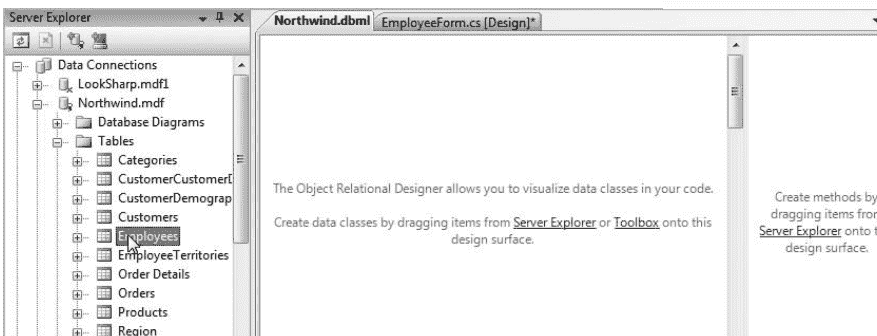 Server Explorer
Data Connections
LookSharp.mdf1
Northwind.mdf
Database Diagrams
Tables
Categories
CustomerCustomerD
CustomerDemograp
Customers
Employees
EmployeeTerritories
Order Details
Orders
Products
Region
Northwind.dbml EmployeeForm.cs [Design]*
The Object Relational Designer allows you to visualize data classes in your code.
Create data classes by dragging items from Server Explorer or Toolbox onto this
design surface.
Create methods by
dragging items from
Server Explorer onto t
design surface.